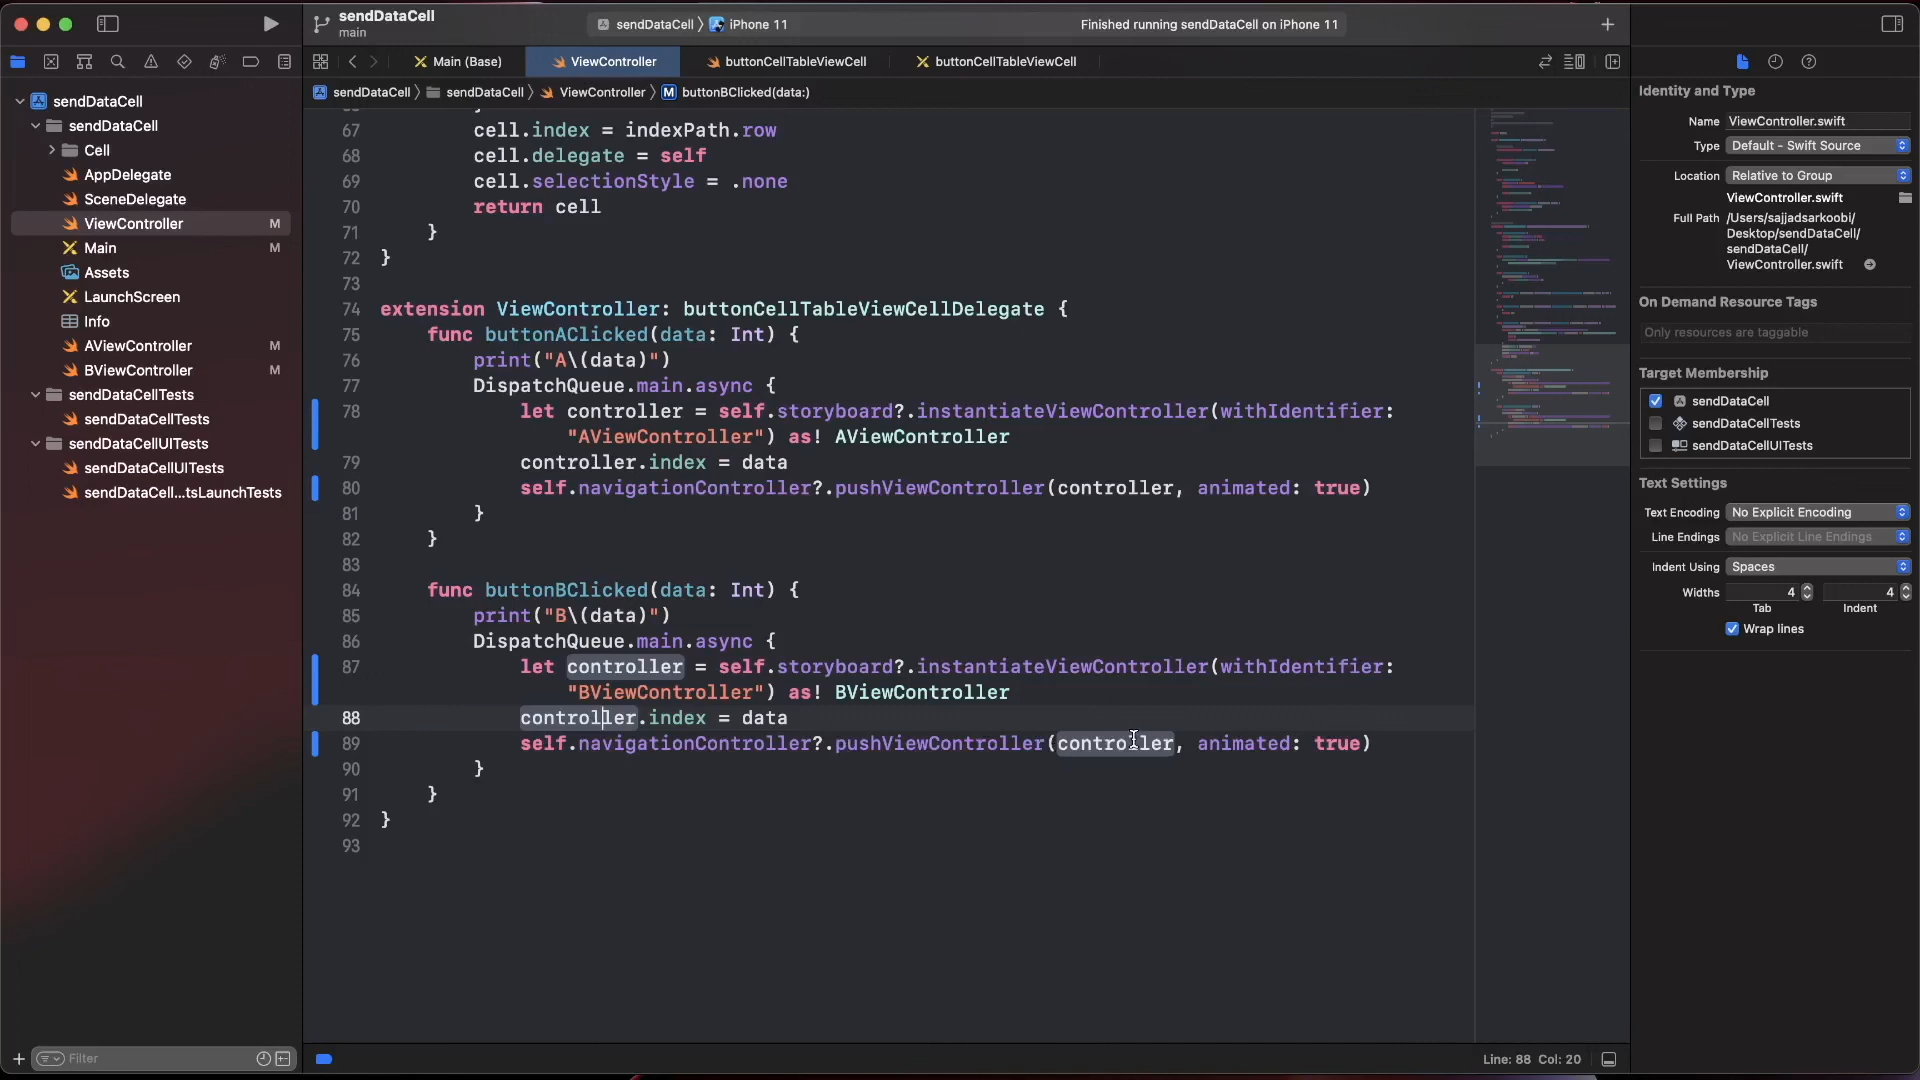 sendDataCell
main
sendDataCell 〉 iPhone 11
Finished running sendDataCell on iPhone 11
Main (Base)
ViewController
buttonCellTableViewCell
buttonCellTableViewCell
sendDataCell 〉 sendDataCell 〉 ViewController 〉 M buttonBClicked(data:)
sendDataCell
sendDataCell
Cell
AppDelegate
SceneDelegate
ViewController M
Main M
Assets
LaunchScreen
Info
AViewController M
BViewController M
sendDataCellTests
sendDataCellTests
sendDataCellUITests
sendDataCellUITests
sendDataCell...tsLaunchTests
Filter
67 cell.index = indexPath.row
68 cell.delegate = self
69 cell.selectionStyle = .none
70 return cell
71 }
72 }
73
74 extension ViewController: buttonCellTableViewCellDelegate {
75 func buttonAClicked(data: Int) {
76 print("A\(data)")
77 DispatchQueue.main.async {
78 let controller = self.storyboard?.instantiateViewController(withIdentifier:
"AViewController") as! AViewController
79 controller.index = data
80 self.navigationController?.pushViewController(controller, animated: true)
81 }
82 }
83
84 func buttonBClicked(data: Int) {
85 print("B\(data)")
86 DispatchQueue.main.async {
87 let controller = self.storyboard?.instantiateViewController(withIdentifier:
"BViewController") as! BViewController
88 controller.index = data
89 self.navigationController?.pushViewController(controller, animated: true)
90 }
91 }
92 }
93
Line: 88 Col: 20
Identity and Type
Name ViewController.swift
Type Default - Swift Source
Location Relative to Group
ViewController.swift
Full Path /Users/sajjadsarkoobi/
Desktop/sendDataCell/
sendDataCell/
ViewController.swift
On Demand Resource Tags
Only resources are taggable
Target Membership
sendDataCell
sendDataCellTests
sendDataCellUITests
Text Settings
Text Encoding No Explicit Encoding
Line Endings No Explicit Line Endings
Indent Using Spaces
Widths 4 4
Tab Indent
Wrap lines